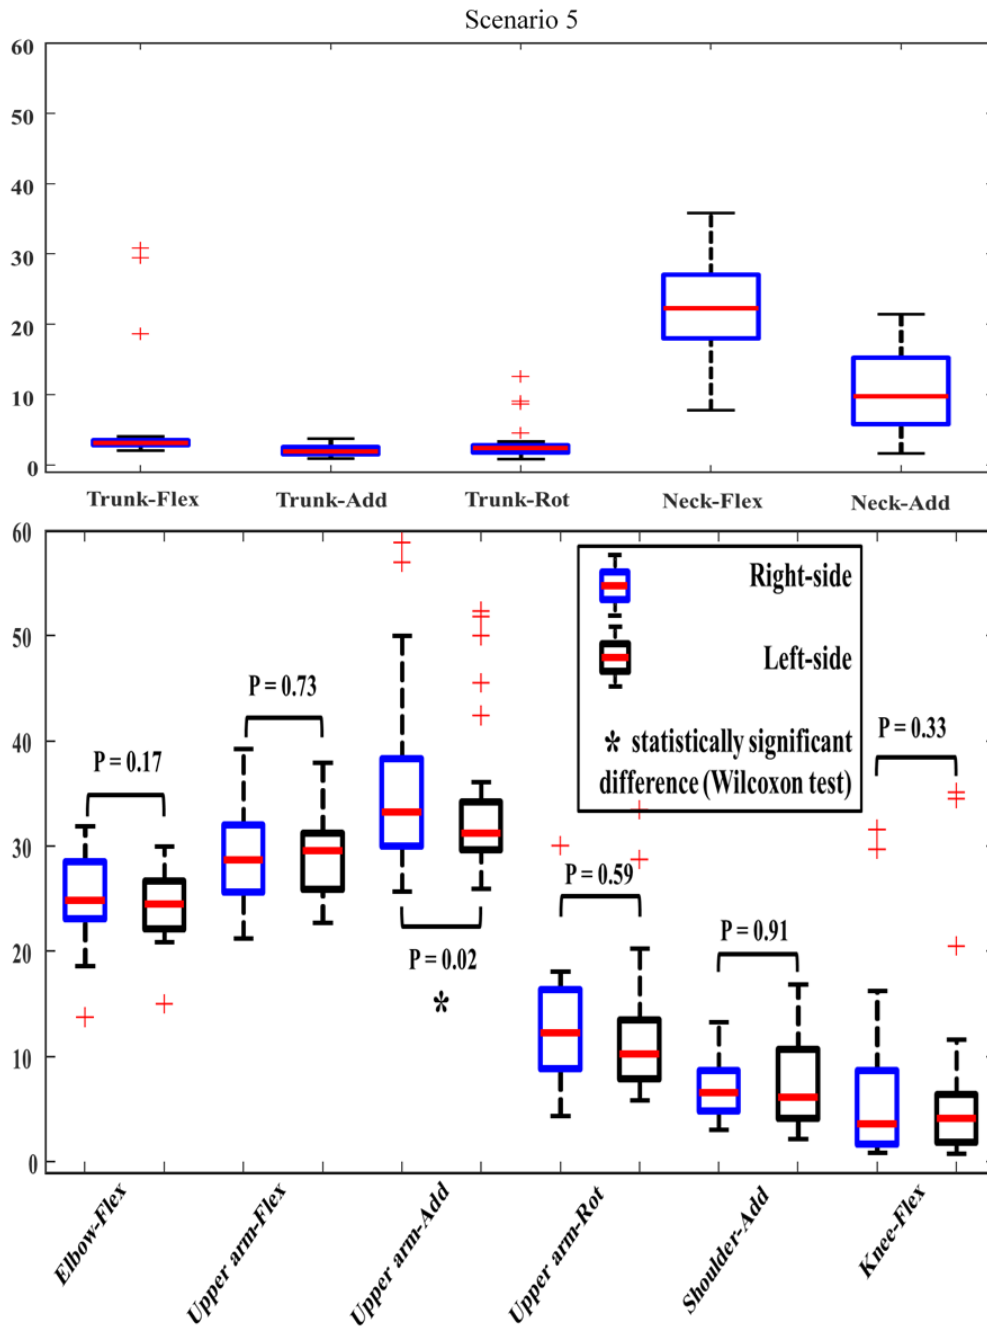 Scenario 5
60
50
40
30
20
10
0
Trunk-Flex Trunk-Add Trunk-Rot Neck-Flex Neck-Add
60
50
40
30
20
10
0
Right-side
Left-side
* statistically significant
difference (Wilcoxon test)
P = 0.17
P = 0.73
P = 0.02
*
P = 0.59
P = 0.91
P = 0.33
Elbow-Flex
Upper arm-Flex
Upper arm-Add
Upper arm-Rot
Shoulder-Add
Knee-Flex